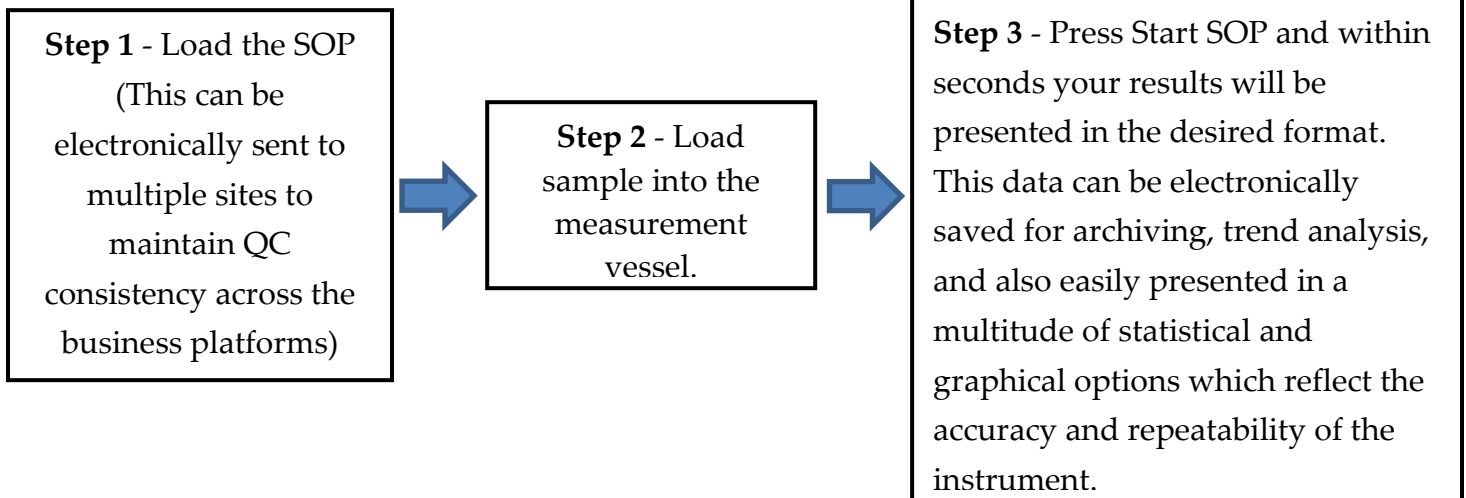 Step 1 - Load the SOP
(This can be
electronically sent to
multiple sites to
maintain QC
consistency across the
business platforms)
Step 2 - Load
sample into the
measurement
vessel.
Step 3 - Press Start SOP and within
seconds your results will be
presented in the desired format.
This data can be electronically
saved for archiving, trend analysis,
and also easily presented in a
multitude of statistical and
graphical options which reflect the
accuracy and repeatability of the
instrument.